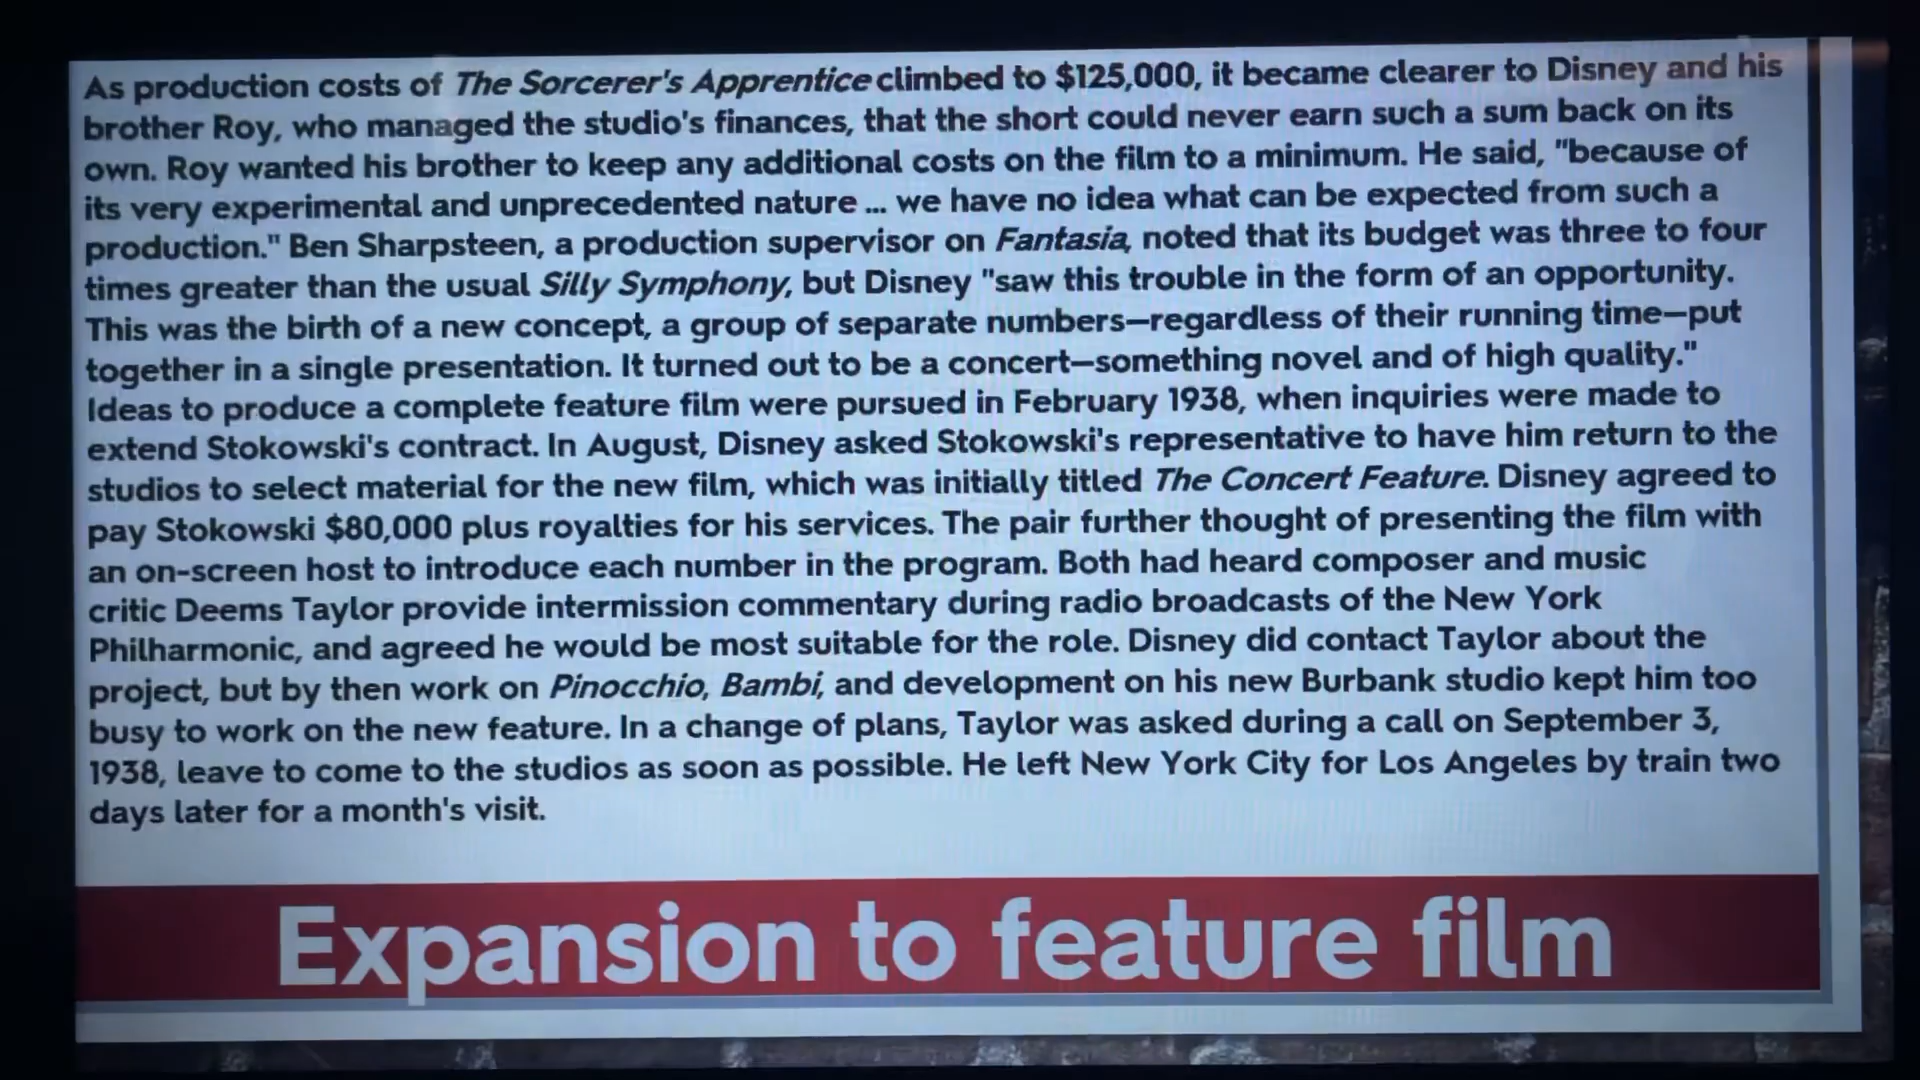 As production costs of The Sorcerer's Apprentice climbed to $125,000, it became clearer to Disney and his
brother Roy, who managed the studio's finances, that the short could never earn such a sum back on its
own. Roy wanted his brother to keep any additional costs on the film to a minimum. He said, "because of
its very experimental and unprecedented nature ... we have no idea what can be expected from such a
production." Ben Sharpsteen, a production supervisor on Fantasia, noted that its budget was three to four
times greater than the usual Silly Symphony, but Disney "saw this trouble in the form of an opportunity.
This was the birth of a new concept, a group of separate numbers—regardless of their running time—put
together in a single presentation. It turned out to be a concert—something novel and of high quality."
Ideas to produce a complete feature film were pursued in February 1938, when inquiries were made to
extend Stokowski's contract. In August, Disney asked Stokowski's representative to have him return to the
studios to select material for the new film, which was initially titled The Concert Feature. Disney agreed to
pay Stokowski $80,000 plus royalties for his services. The pair further thought of presenting the film with
an on-screen host to introduce each number in the program. Both had heard composer and music
critic Deems Taylor provide intermission commentary during radio broadcasts of the New York
Philharmonic, and agreed he would be most suitable for the role. Disney did contact Taylor about the
project, but by then work on Pinocchio, Bambi, and development on his new Burbank studio kept him too
busy to work on the new feature. In a change of plans, Taylor was asked during a call on September 3,
1938, leave to come to the studios as soon as possible. He left New York City for Los Angeles by train two
days later for a month's visit.
Expansion to feature film